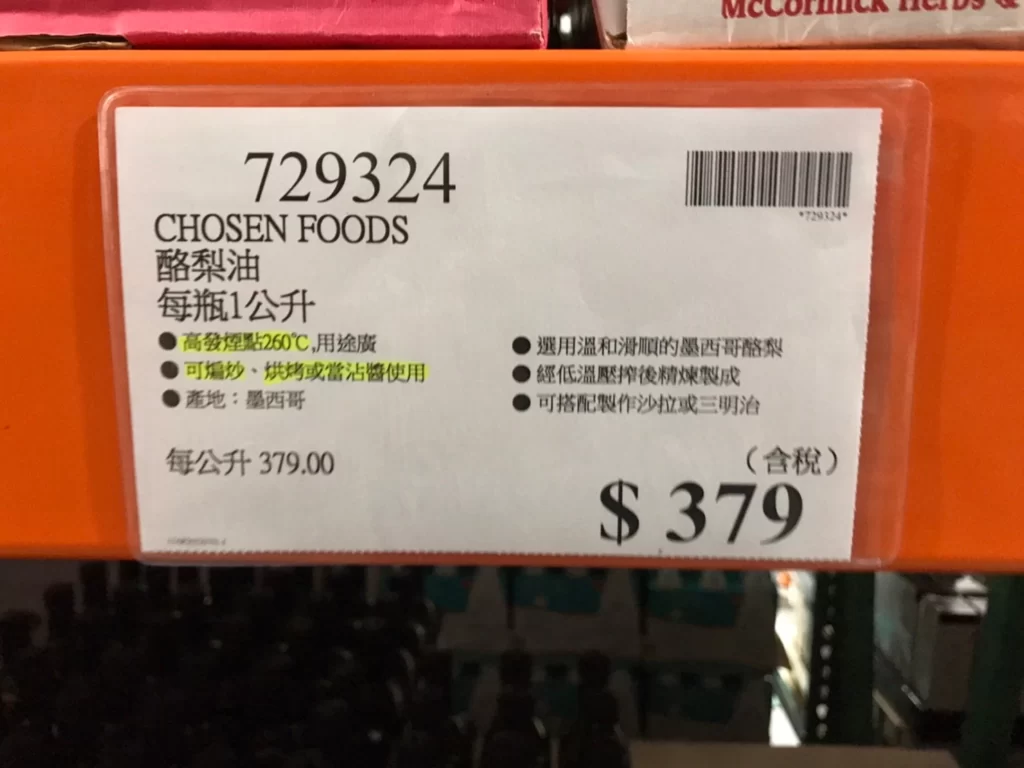 McCormick Herbs &
729324
*729324*
CHOSEN FOODS
酪梨油
每瓶1公升
●高發煙點260℃,用途廣
●可煸炒、烘烤或當沾醬使用
●產地：墨西哥
●選用溫和滑順的墨西哥酪梨
●經低溫壓搾後精煉製成
●可搭配製作沙拉或三明治
每公升 379.00
（含稅）
$ 379